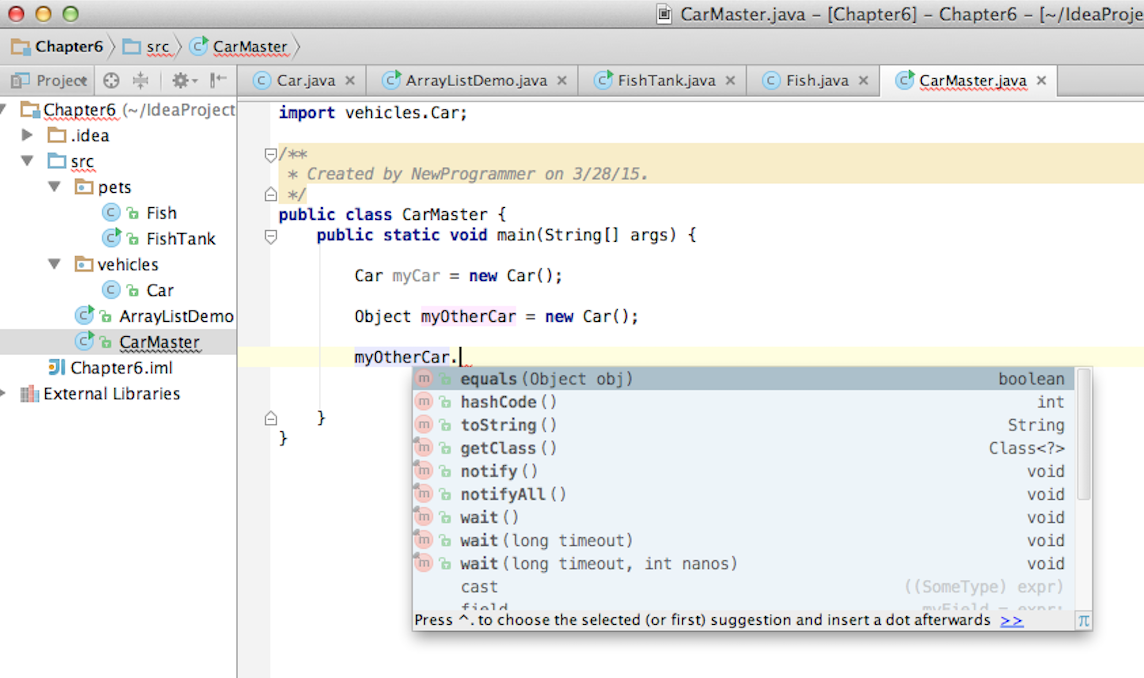 CarMaster.java – [Chapter6] – Chapter6 – [~/IdeaProje
Chapter6 src CarMaster
Project
Car.java ArrayListDemo.java FishTank.java Fish.java CarMaster.java
Chapter6 (~/IdeaProject
.idea
src
pets
Fish
FishTank
vehicles
Car
ArrayListDemo
CarMaster
Chapter6.iml
External Libraries
import vehicles.Car;
/**
* Created by NewProgrammer on 3/28/15.
*/
public class CarMaster {
public static void main(String[] args) {
Car myCar = new Car();
Object myOtherCar = new Car();
myOtherCar.
equals(Object obj) boolean
hashCode() int
toString() String
getClass() Class<?>
notify() void
notifyAll() void
wait() void
wait(long timeout) void
wait(long timeout, int nanos) void
cast ((SomeType) expr)
field myField = expr;
Press ^. to choose the selected (or first) suggestion and insert a dot afterwards >> π
}
}